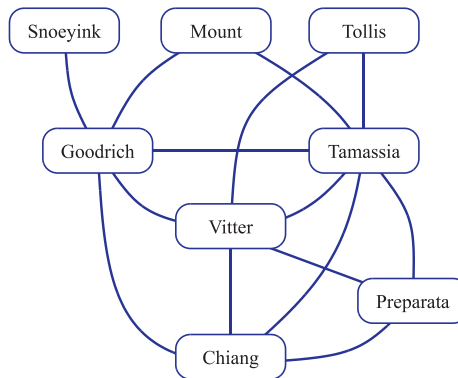 Snoeyink
Mount
Tollis
Goodrich
Tamassia
Vitter
Preparata
Chiang